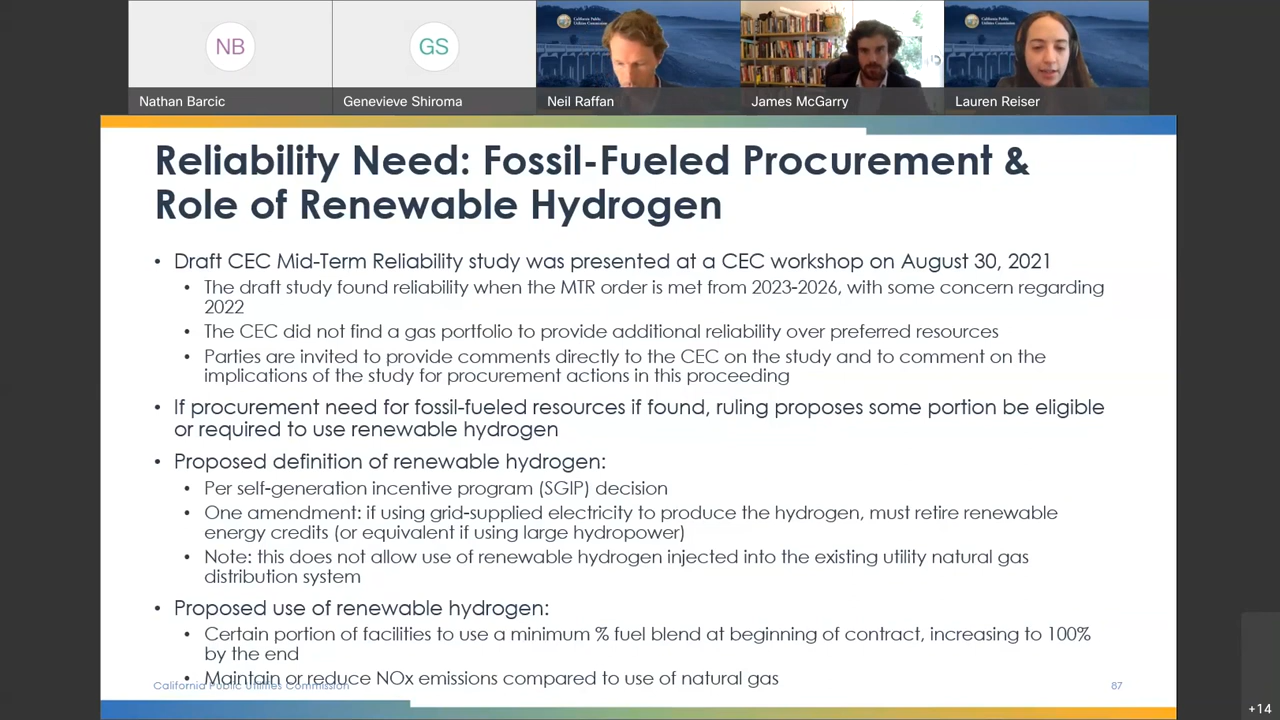 NB
GS
California Public
Utilities Commission
California Public
Utilities Commission
Nathan Barcic
Genevieve Shiroma
Neil Raffan
James McGarry
Lauren Reiser
Reliability Need: Fossil-Fueled Procurement &
Role of Renewable Hydrogen
• Draft CEC Mid-Term Reliability study was presented at a CEC workshop on August 30, 2021
• The draft study found reliability when the MTR order is met from 2023-2026, with some concern regarding
2022
• The CEC did not find a gas portfolio to provide additional reliability over preferred resources
• Parties are invited to provide comments directly to the CEC on the study and to comment on the
implications of the study for procurement actions in this proceeding
• If procurement need for fossil-fueled resources if found, ruling proposes some portion be eligible
or required to use renewable hydrogen
• Proposed definition of renewable hydrogen:
• Per self-generation incentive program (SGIP) decision
• One amendment: if using grid-supplied electricity to produce the hydrogen, must retire renewable
energy credits (or equivalent if using large hydropower)
• Note: this does not allow use of renewable hydrogen injected into the existing utility natural gas
distribution system
• Proposed use of renewable hydrogen:
• Certain portion of facilities to use a minimum % fuel blend at beginning of contract, increasing to 100%
by the end
• Maintain or reduce NOx emissions compared to use of natural gas
California Public Utilities Commission
87
+14